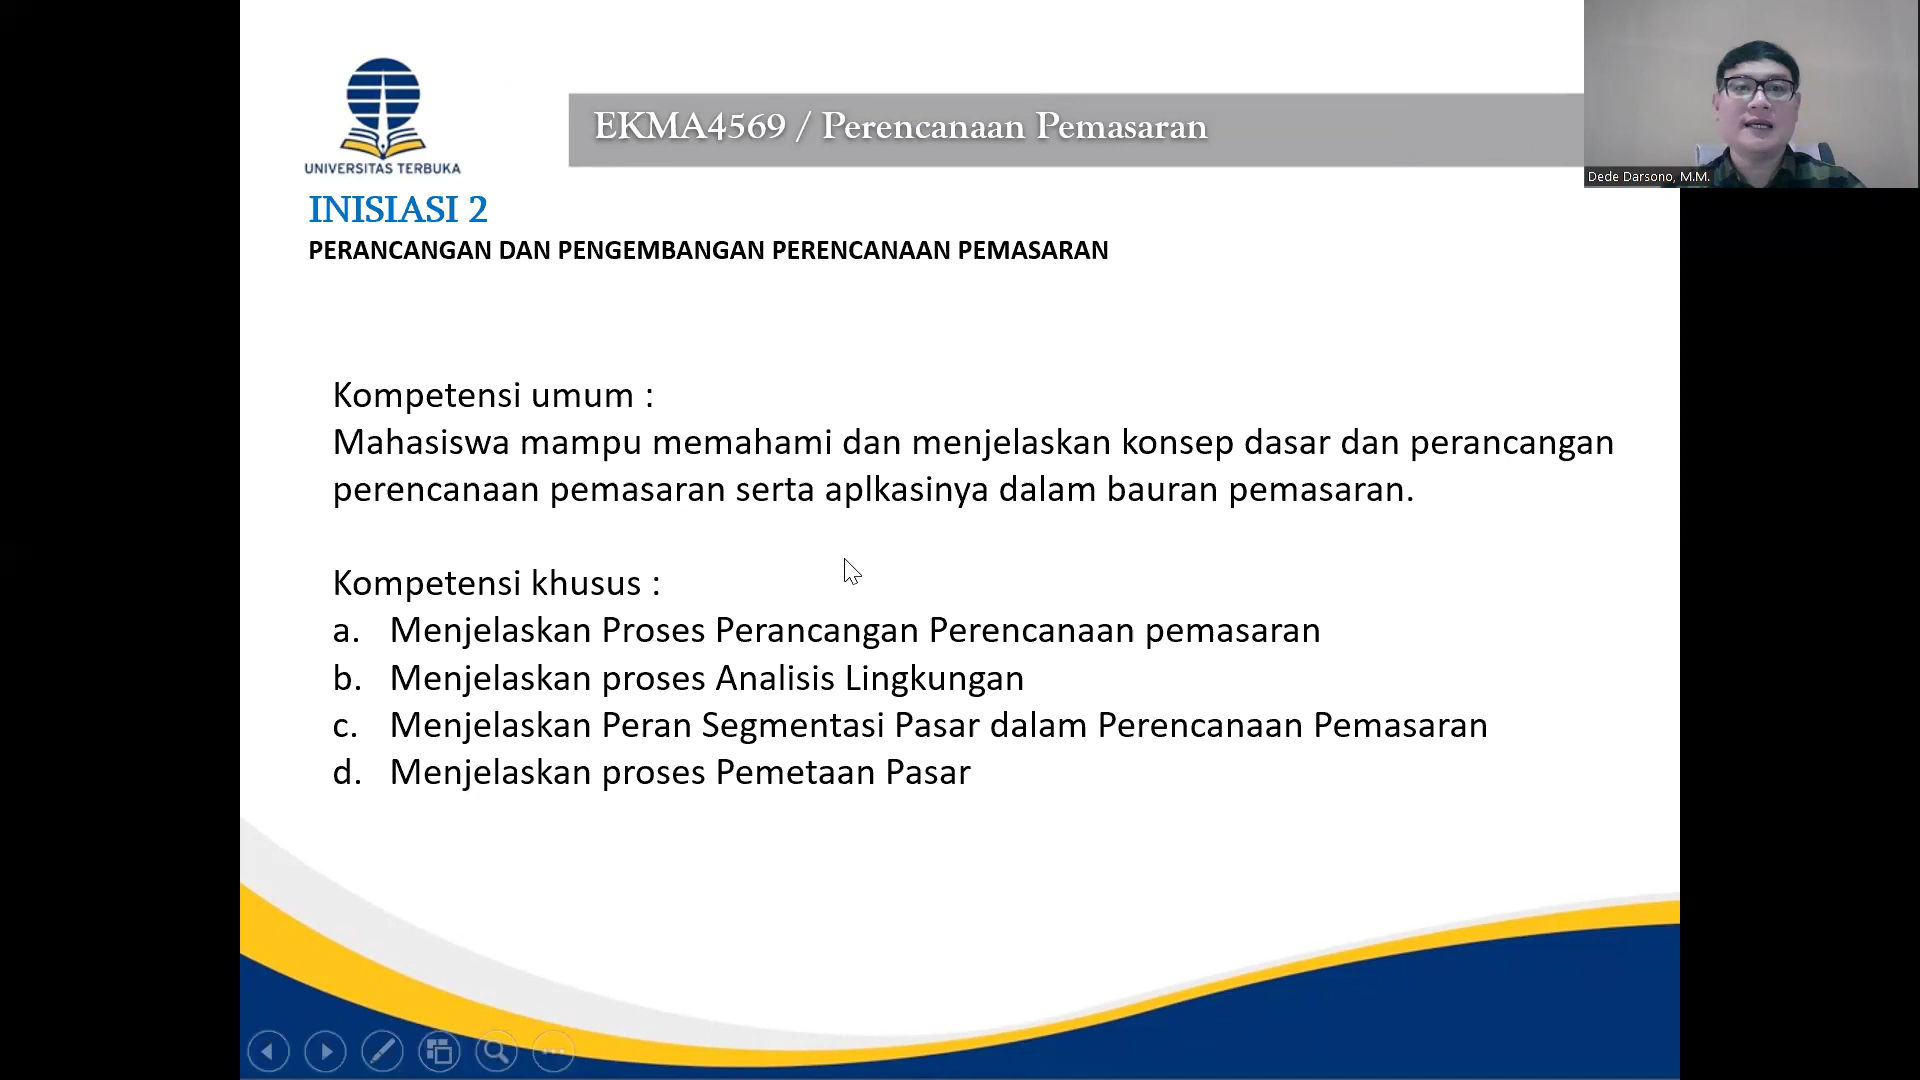 UNIVERSITAS TERBUKA
EKMA4569 / Perencanaan Pemasaran
Dede Darsono, M.M.
INISIASI 2
PERANCANGAN DAN PENGEMBANGAN PERENCANAAN PEMASARAN
Kompetensi umum :
Mahasiswa mampu memahami dan menjelaskan konsep dasar dan perancangan
perencanaan pemasaran serta aplkasinya dalam bauran pemasaran.
Kompetensi khusus :
a. Menjelaskan Proses Perancangan Perencanaan pemasaran
b. Menjelaskan proses Analisis Lingkungan
c. Menjelaskan Peran Segmentasi Pasar dalam Perencanaan Pemasaran
d. Menjelaskan proses Pemetaan Pasar